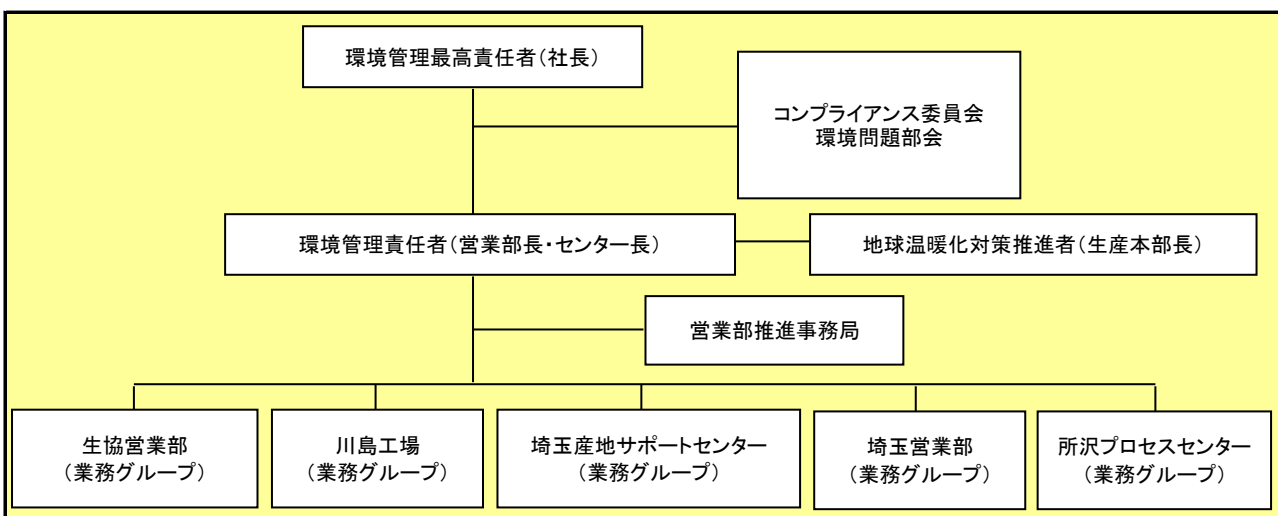 環境管理最高責任者（社長）
コンプライアンス委員会
環境問題部会
環境管理責任者（営業部長・センター長）
地球温暖化対策推進者（生産本部長）
営業部推進事務局
生協営業部
（業務グループ）
川島工場
（業務グループ）
埼玉産地サポートセンター
（業務グループ）
埼玉営業部
（業務グループ）
所沢プロセスセンター
（業務グループ）